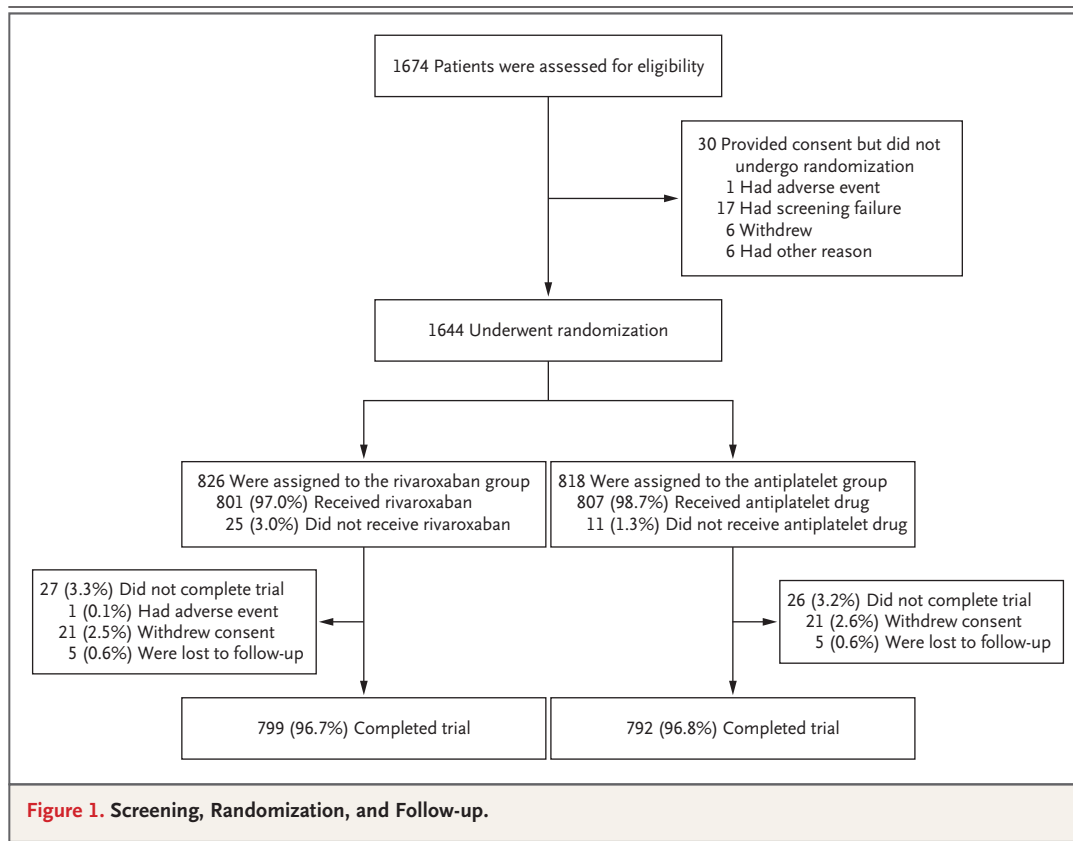 1674 Patients were assessed for eligibility
30 Provided consent but did not
undergo randomization
1 Had adverse event
17 Had screening failure
6 Withdrew
6 Had other reason
1644 Underwent randomization
826 Were assigned to the rivaroxaban group
801 (97.0%) Received rivaroxaban
25 (3.0%) Did not receive rivaroxaban
818 Were assigned to the antiplatelet group
807 (98.7%) Received antiplatelet drug
11 (1.3%) Did not receive antiplatelet drug
27 (3.3%) Did not complete trial
1 (0.1%) Had adverse event
21 (2.5%) Withdrew consent
5 (0.6%) Were lost to follow-up
26 (3.2%) Did not complete trial
21 (2.6%) Withdrew consent
5 (0.6%) Were lost to follow-up
799 (96.7%) Completed trial
792 (96.8%) Completed trial
Figure 1. Screening, Randomization, and Follow-up.